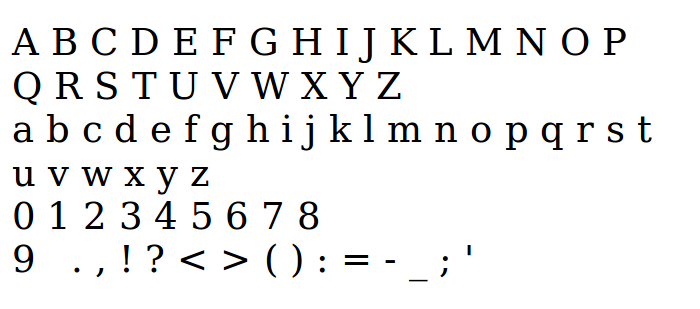 A B C D E F G H I J K L M N O P
Q R S T U V W X Y Z
a b c d e f g h i j k l m n o p q r s t
u v w x y z
0 1 2 3 4 5 6 7 8
9   . , ! ? < > ( ) : = - _ ; '